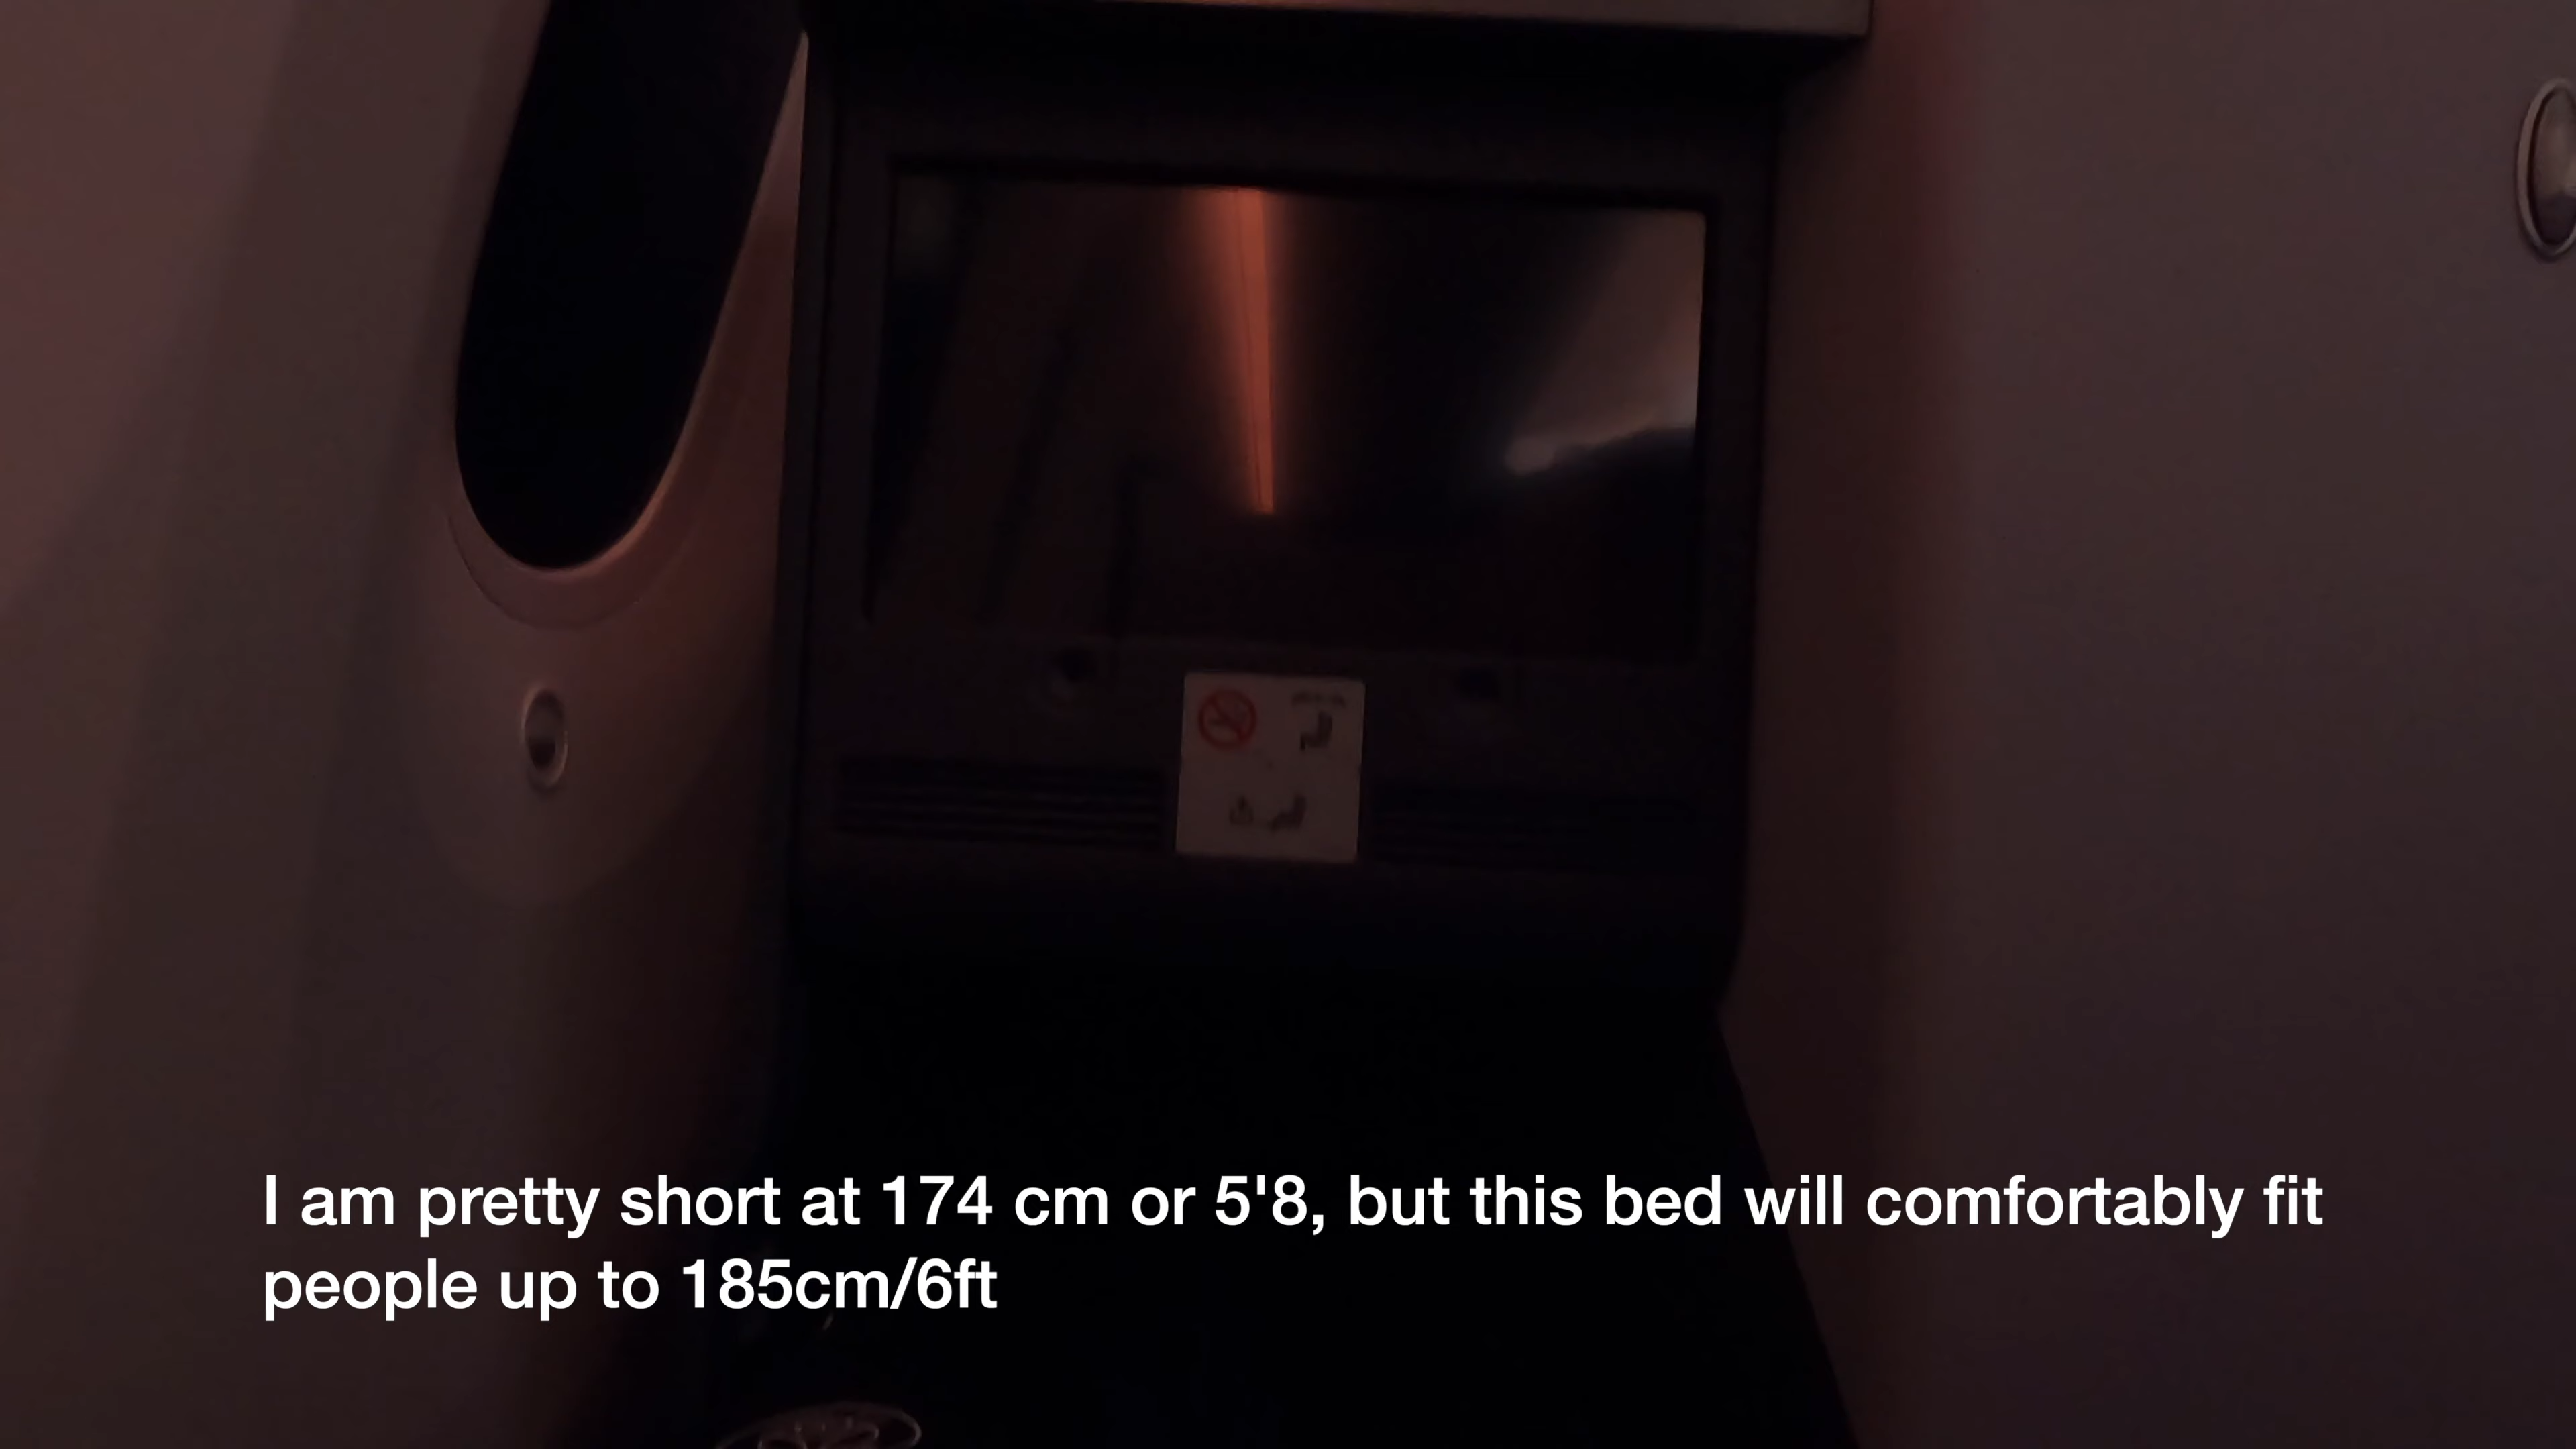 I am pretty short at 174 cm or 5'8, but this bed will comfortably fit
people up to 185cm/6ft